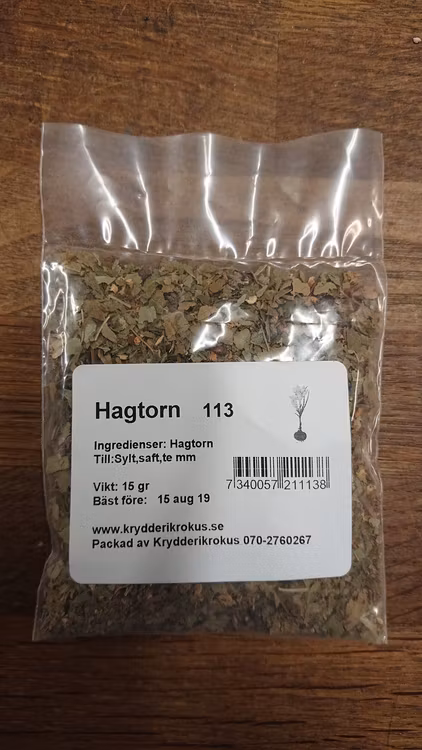 Hagtorn 113
Ingredienser: Hagtorn
Till:Sylt,saft,te mm
Vikt: 15 gr
Bäst före: 15 aug 19
7 340057 211138
www.krydderikrokus.se
Packad av Krydderikrokus 070-2760267